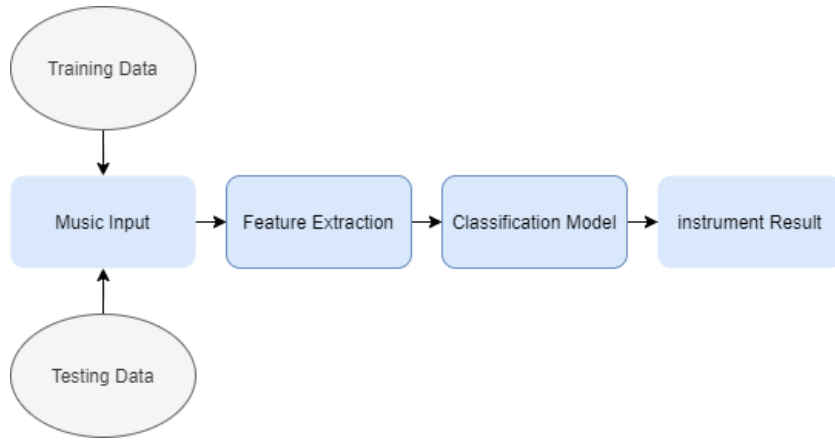 Training Data
Music Input
Feature Extraction
Classification Model
instrument Result
Testing Data